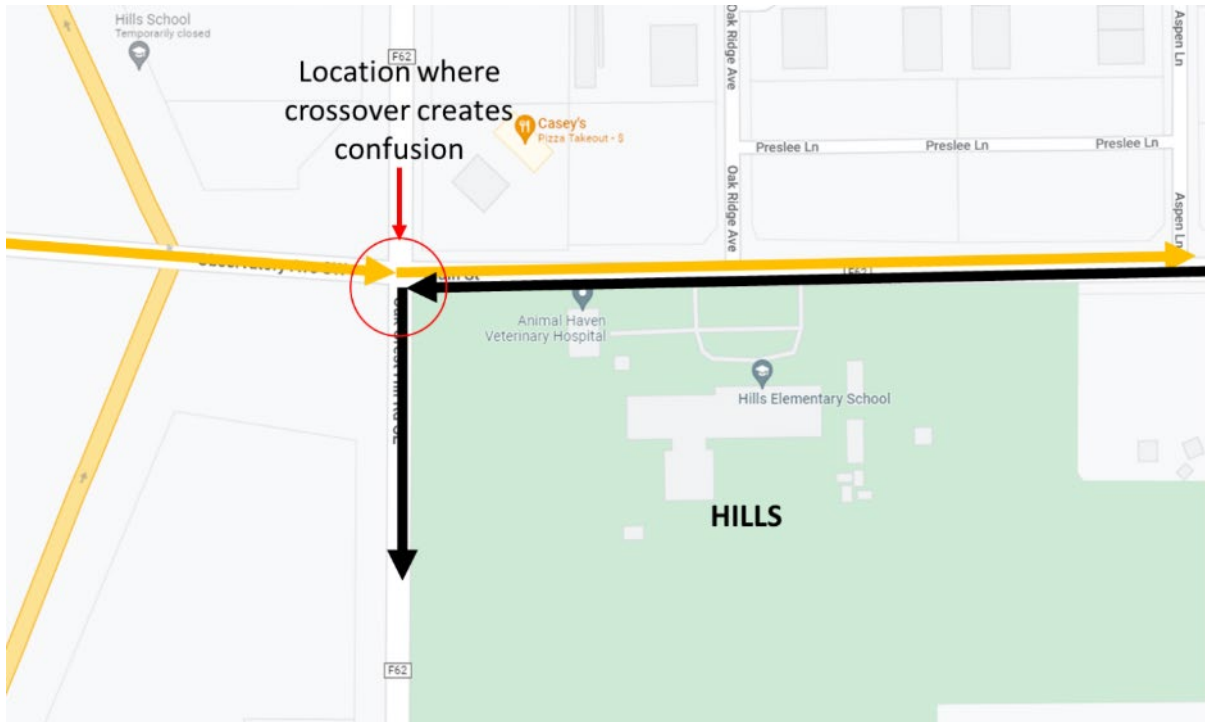 Hills School
Temporarily closed
F62
Location where
crossover creates
confusion
Casey's
Pizza Takeout - $
Oak Ridge Ave
Aspen Ln
Preslee Ln
Preslee Ln
Preslee Ln
Oak Ridge Ave
Aspen Ln
St
F62
Animal Haven
Veterinary Hospital
Hills Elementary School
HILLS
F62